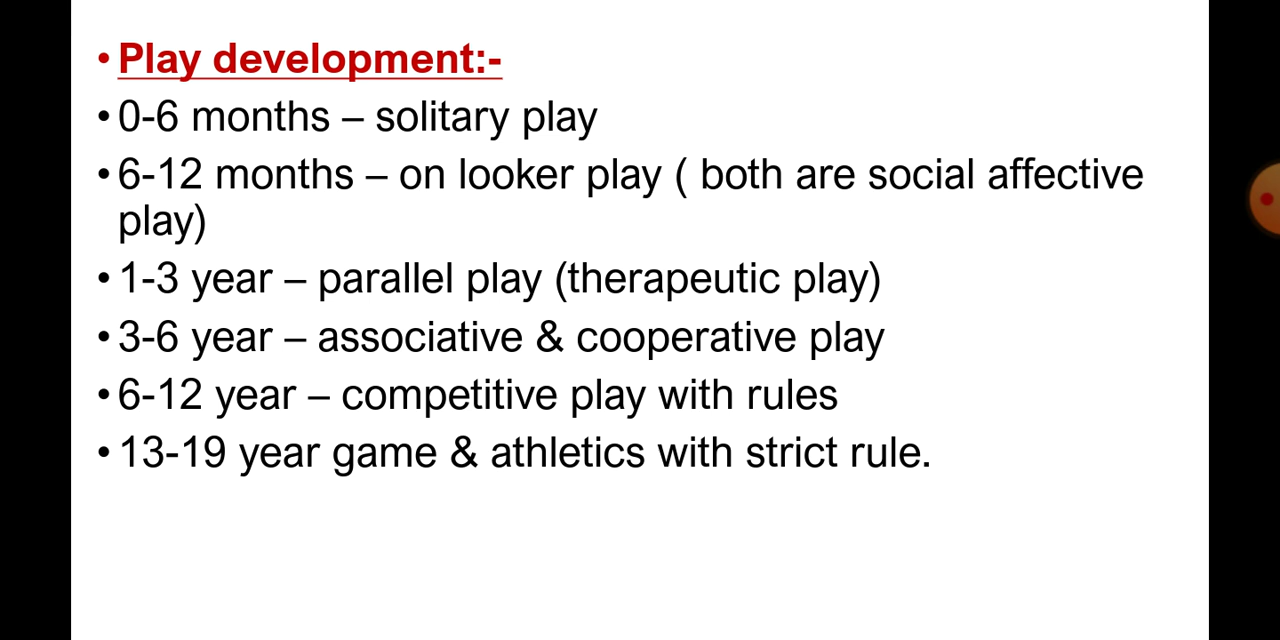 • Play development:-
• 0-6 months – solitary play
• 6-12 months – on looker play ( both are social affective
play)
• 1-3 year – parallel play (therapeutic play)
• 3-6 year – associative & cooperative play
• 6-12 year – competitive play with rules
• 13-19 year game & athletics with strict rule.